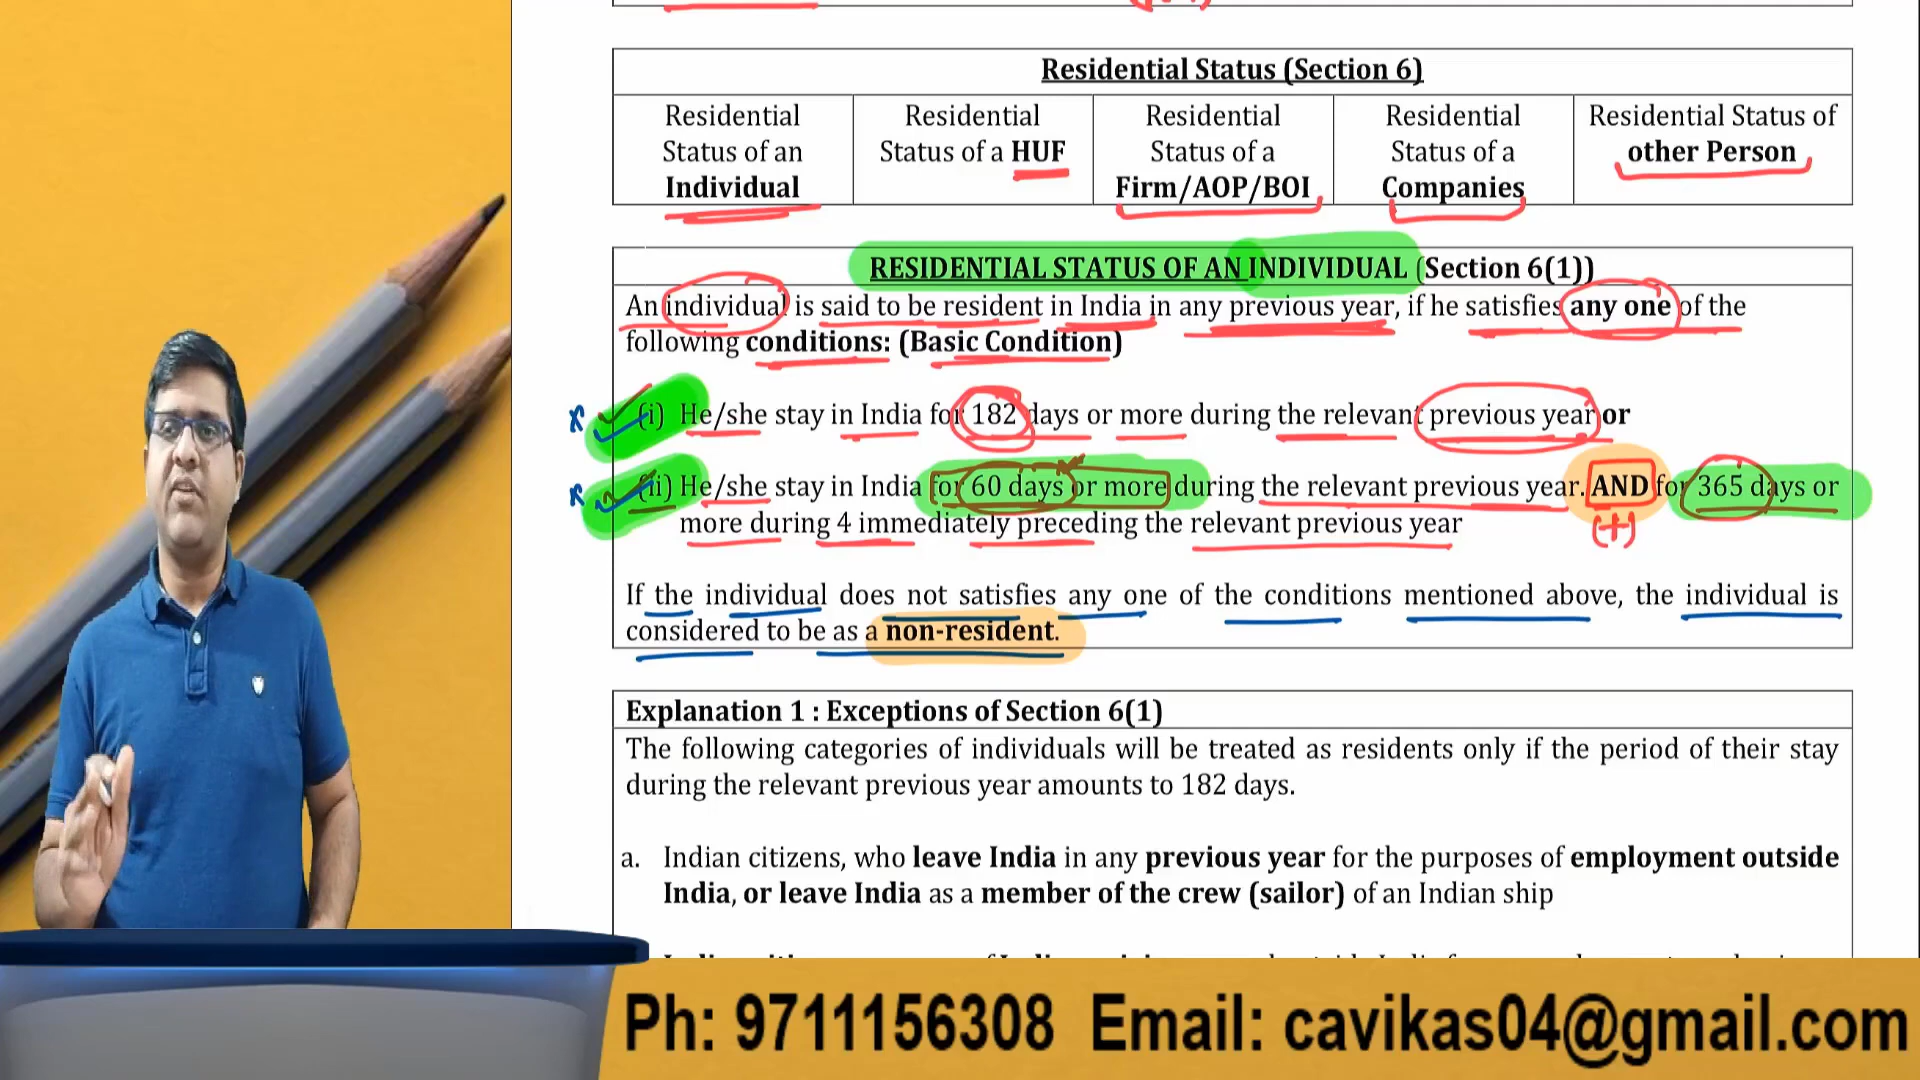 Residential Status (Section 6)
Residential Status of an Individual
Residential Status of a HUF
Residential Status of a Firm/AOP/BOI
Residential Status of a Companies
Residential Status of other Person
RESIDENTIAL STATUS OF AN INDIVIDUAL (Section 6(1))
An individual is said to be resident in India in any previous year, if he satisfies any one of the
following conditions: (Basic Condition)
(i) He/she stay in India for 182 days or more during the relevant previous year or
(ii) He/she stay in India for 60 days or more during the relevant previous year. AND for 365 days or
(+)
more during 4 immediately preceding the relevant previous year
If the individual does not satisfies any one of the conditions mentioned above, the individual is
considered to be as a non-resident.
Explanation 1 : Exceptions of Section 6(1)
The following categories of individuals will be treated as residents only if the period of their stay
during the relevant previous year amounts to 182 days.
a. Indian citizens, who leave India in any previous year for the purposes of employment outside
India, or leave India as a member of the crew (sailor) of an Indian ship
Ph: 9711156308 Email: cavikas04@gmail.com